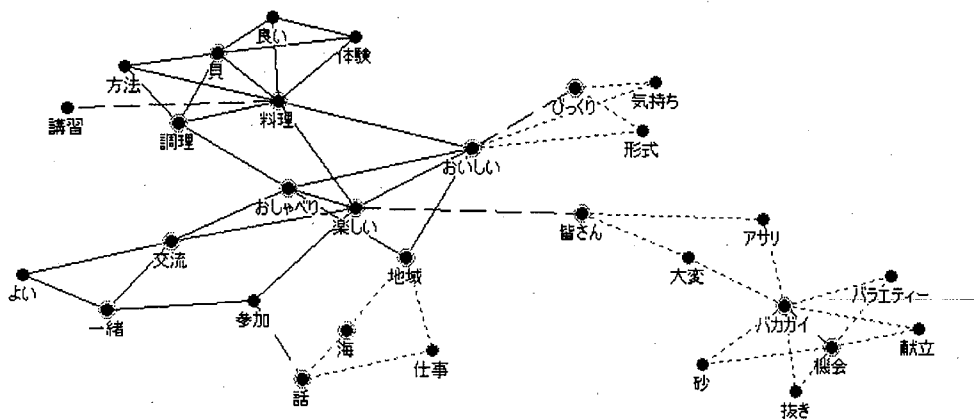 良い
貝
体験
方法
料理
講習
調理
びっくり
気持ち
形式
おいしい
おしゃべり
楽しい
皆さん
アサリ
交流
地域
大変
よい
バラエティー
一緒
参加
バカガイ
海
仕事
機会
献立
話
砂
抜き